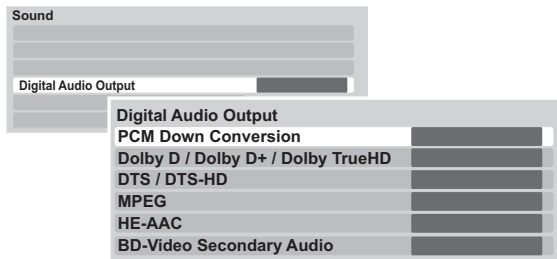 Sound
Digital Audio Output
Digital Audio Output
PCM Down Conversion
Dolby D / Dolby D+ / Dolby TrueHD
DTS / DTS-HD
MPEG
HE-AAC
BD-Video Secondary Audio